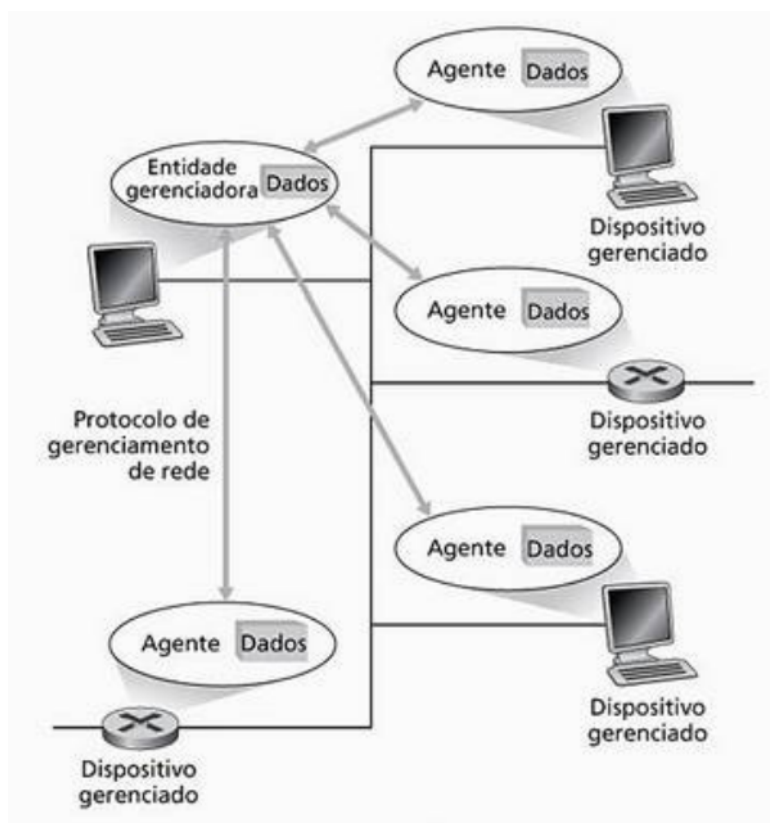 Agente Dados
Entidade
gerenciadora Dados
Dispositivo
gerenciado
Agente Dados
Protocolo de
gerenciamento
de rede
Dispositivo
gerenciado
Agente Dados
Agente Dados
Dispositivo
gerenciado
Dispositivo
gerenciado